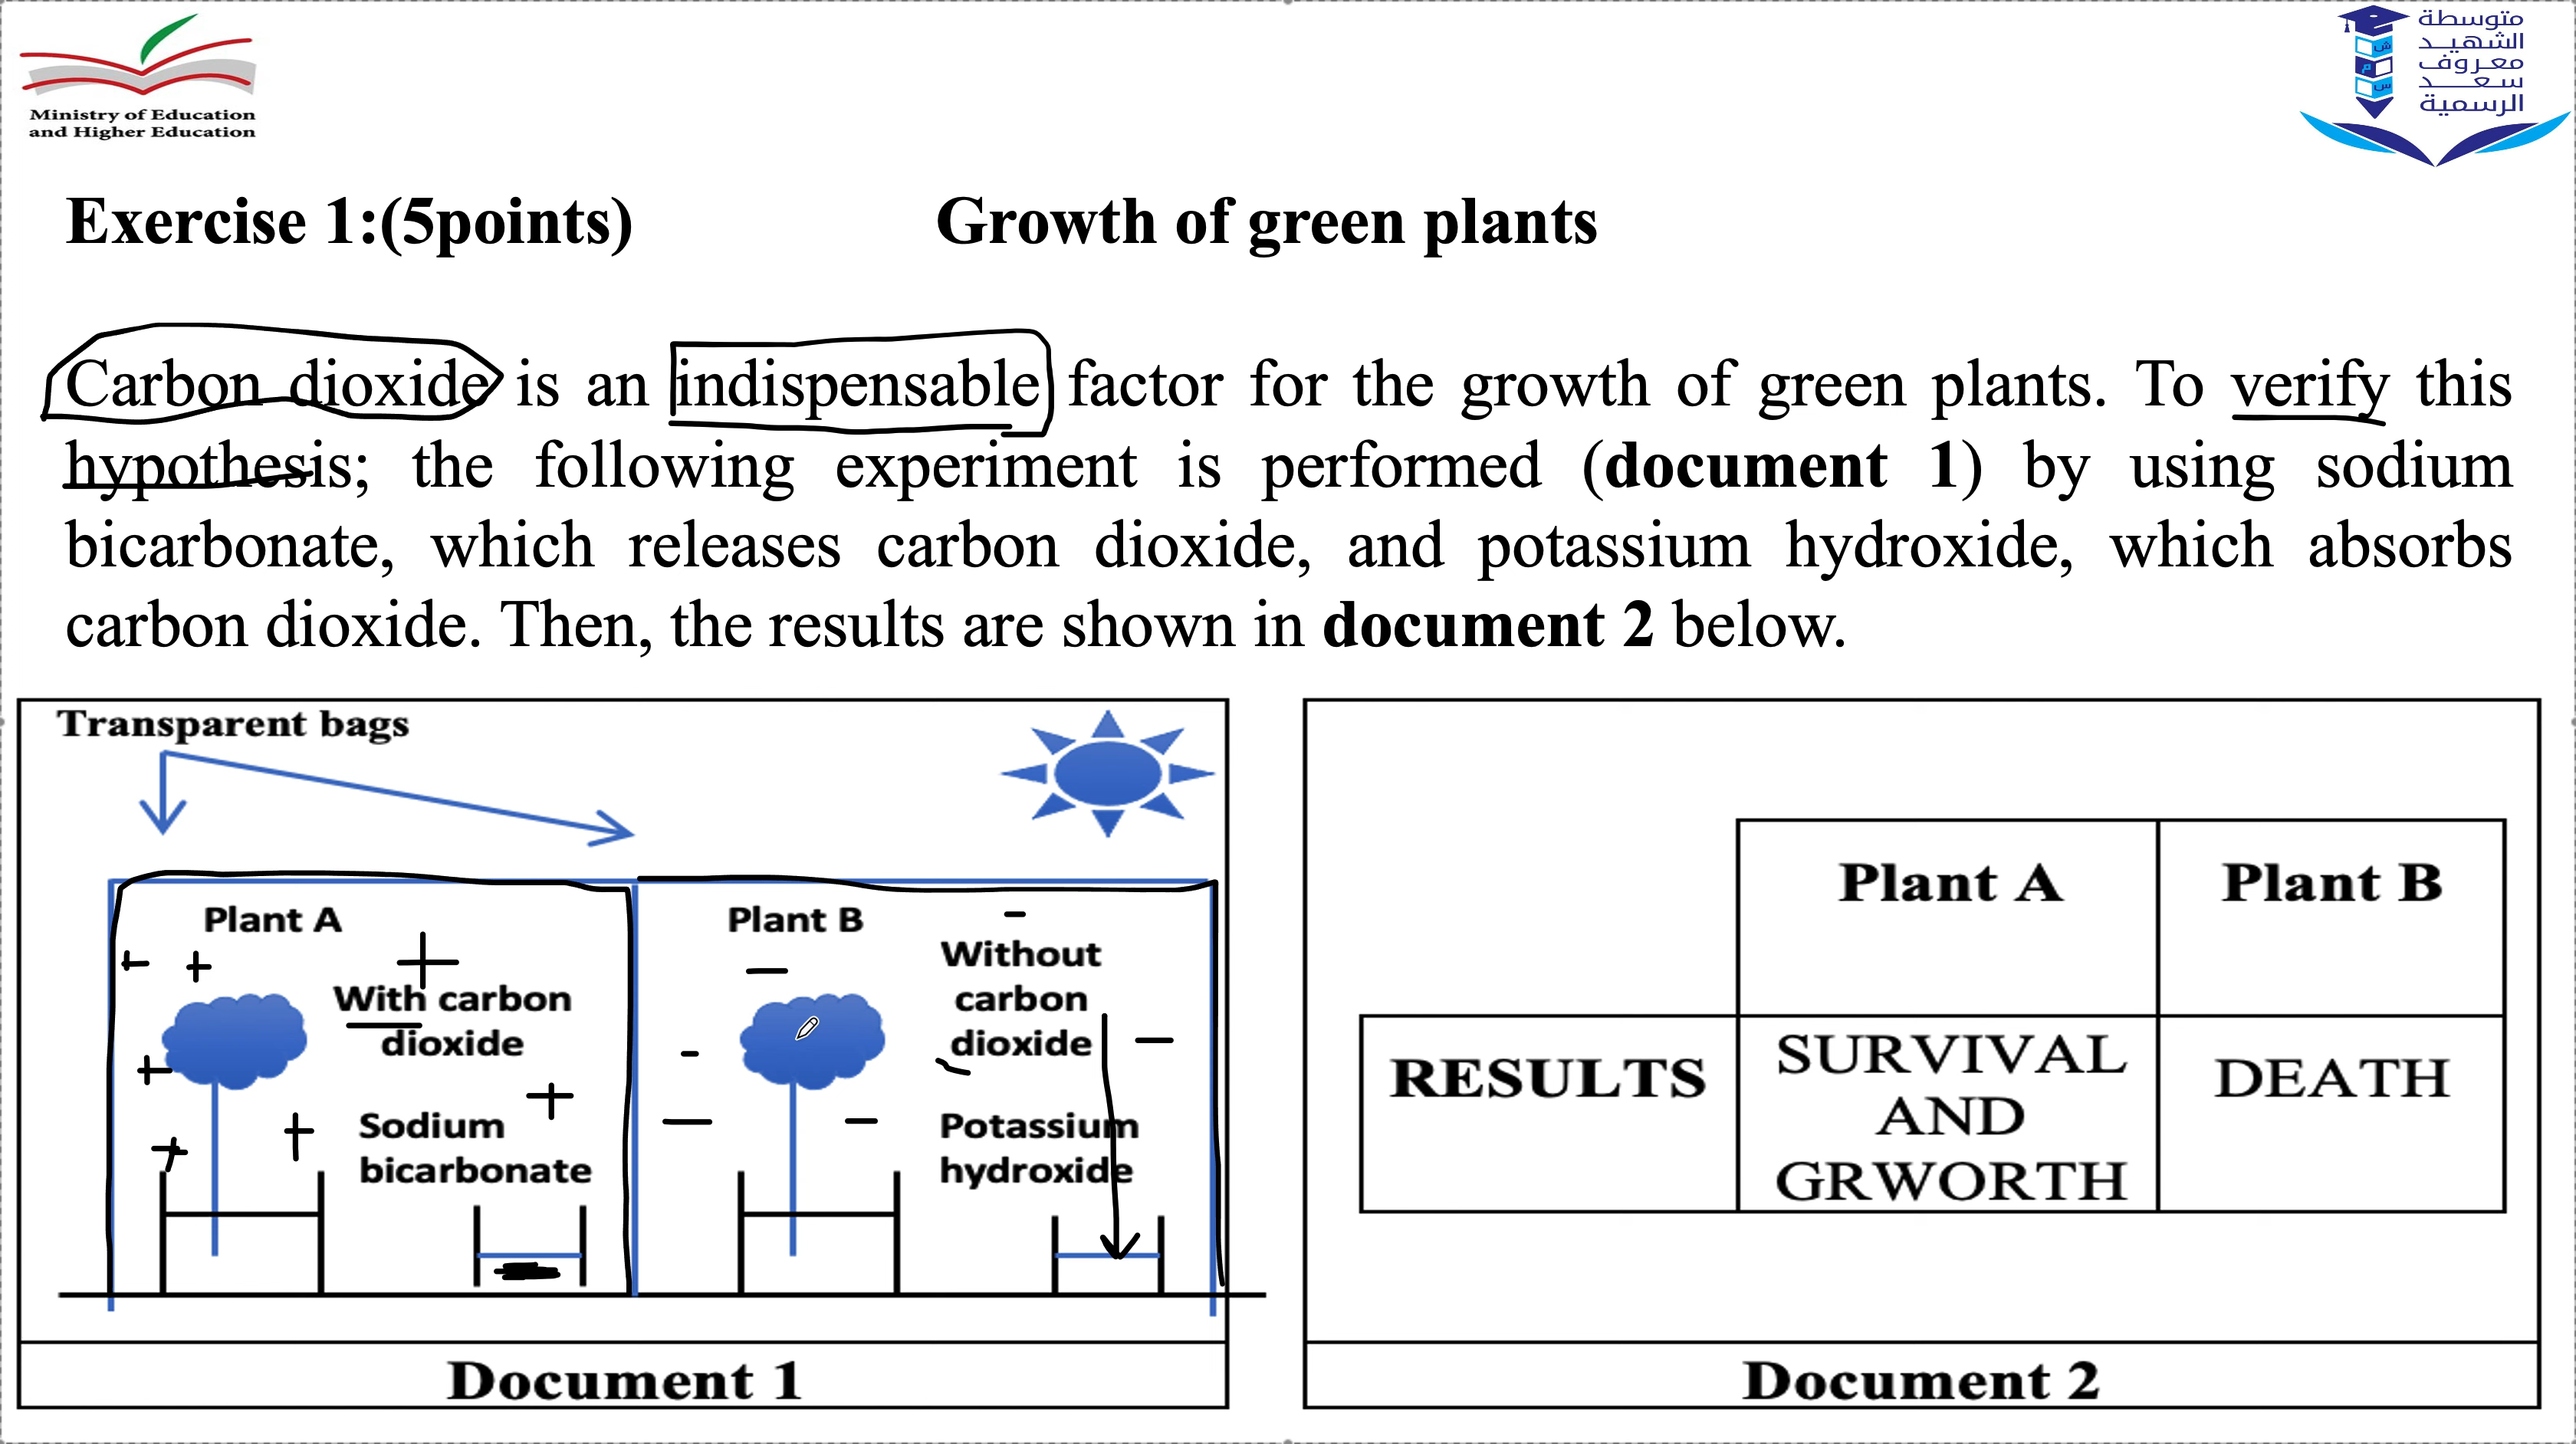 Ministry of Education
and Higher Education
متوسطة
الشهيد
معروف
سعد
الرسمية
ش
م
س
Exercise 1:(5points) Growth of green plants
Carbon dioxide is an indispensable factor for the growth of green plants. To verify this
hypothesis; the following experiment is performed (document 1) by using sodium
bicarbonate, which releases carbon dioxide, and potassium hydroxide, which absorbs
carbon dioxide. Then, the results are shown in document 2 below.
Transparent bags
Plant A
With carbon
dioxide
Sodium
bicarbonate
Plant B
Without
carbon
dioxide
Potassium
hydroxide
Document 1
Plant A Plant B
RESULTS SURVIVAL DEATH
AND
GRWORTH
Document 2